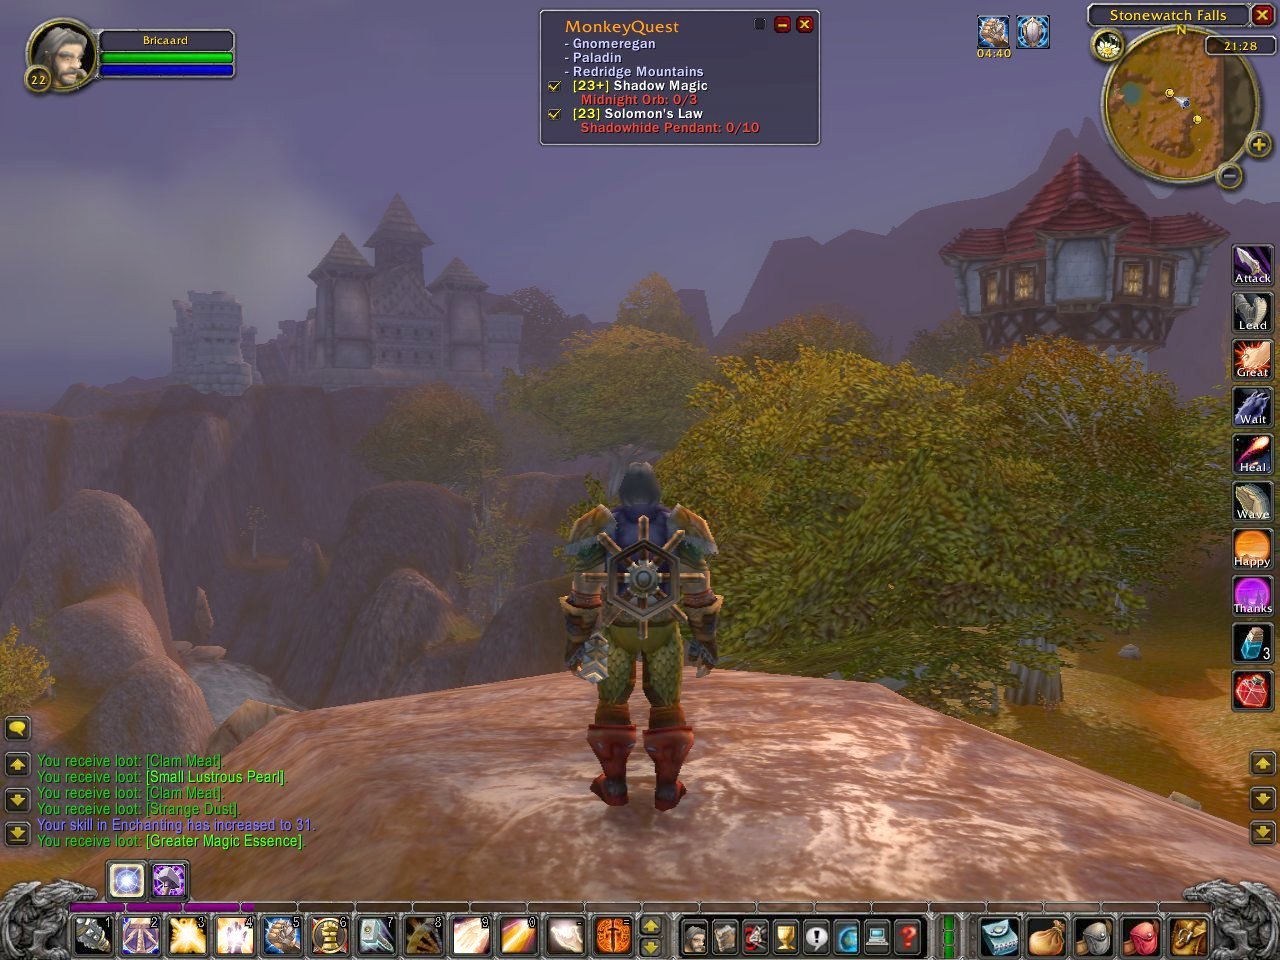 Bricaard
22
MonkeyQuest
- Gnomeregan
- Paladin
- Redridge Mountains
[23+] Shadow Magic
Midnight Orb: 0/3
[23] Solomon's Law
Shadowhide Pendant: 0/10
04:40
Stonewatch Falls
N
21:28
Attack
Lead
Great
Wait
Heal
Wave
Happy
Thanks
3
You receive loot: [Clam Meat].
You receive loot: [Small Lustrous Pearl].
You receive loot: [Clam Meat].
You receive loot: [Strange Dust].
Your skill in Enchanting has increased to 31.
You receive loot: [Greater Magic Essence].
1 2 3 4 5 6 7 8 9 0 - =